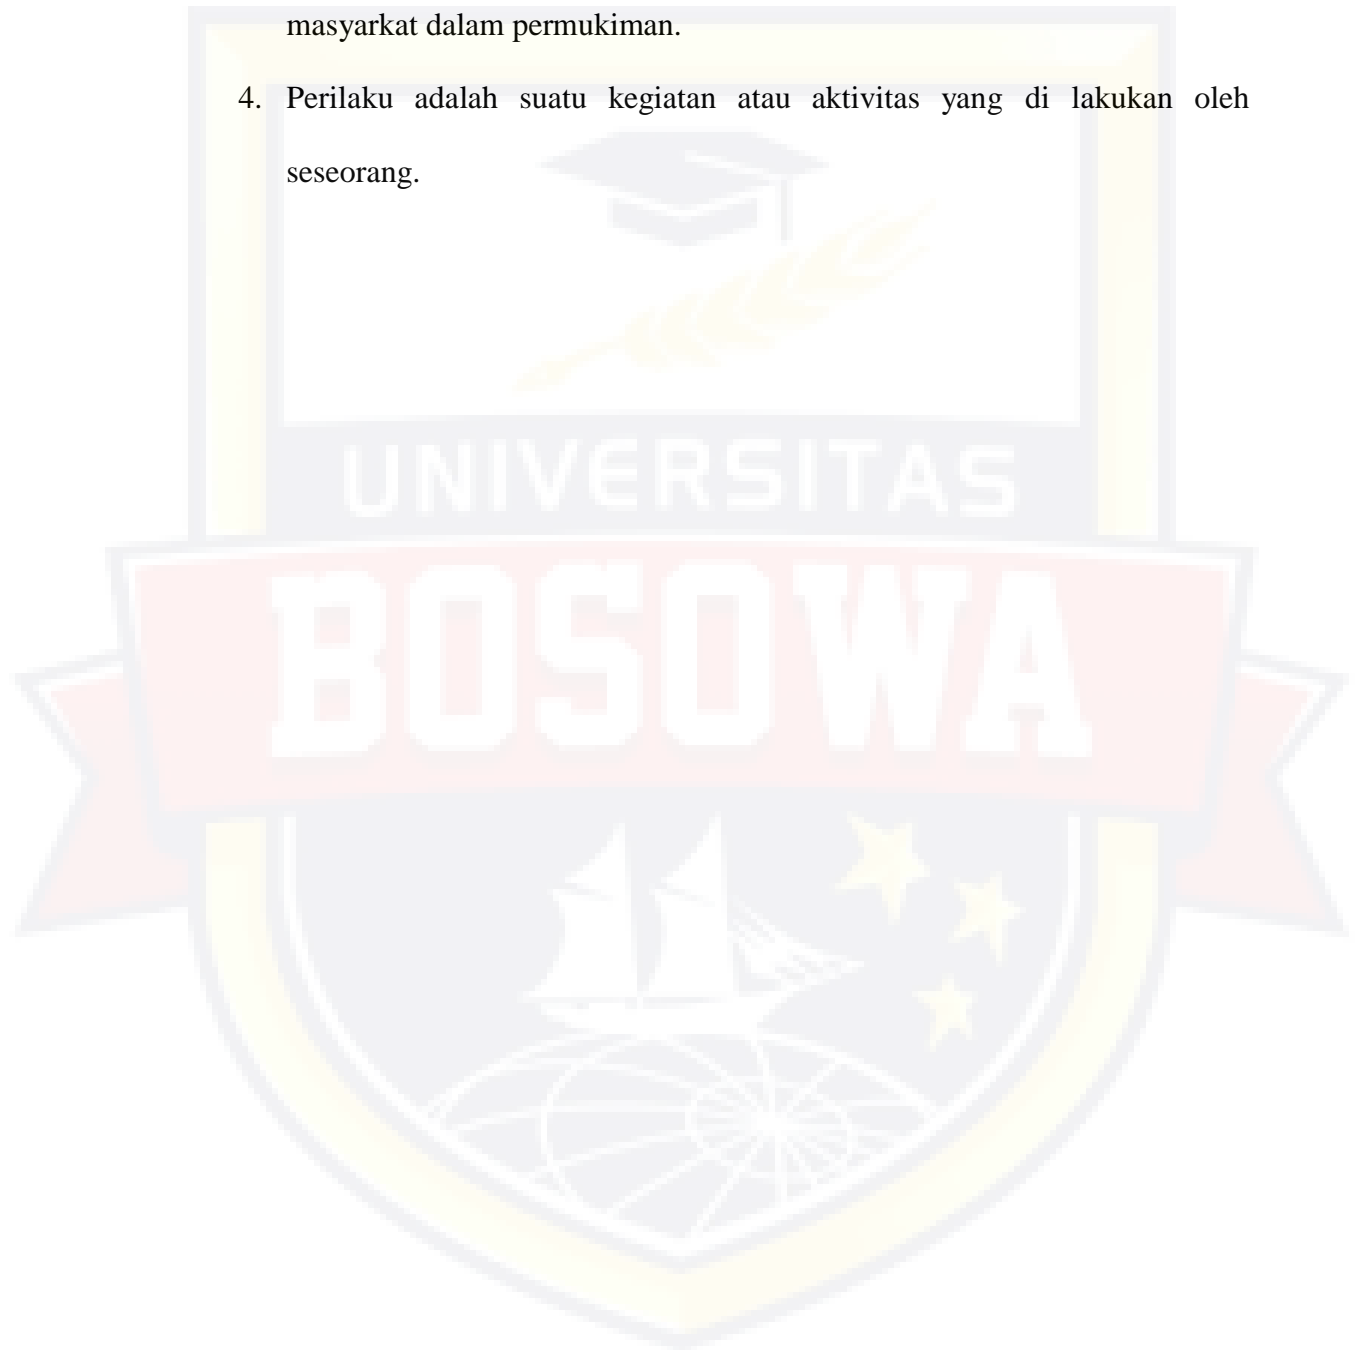 masyarkat dalam permukiman.
4. Perilaku adalah suatu kegiatan atau aktivitas yang di lakukan oleh
seseorang.
UNIVERSITAS
BOSOWA